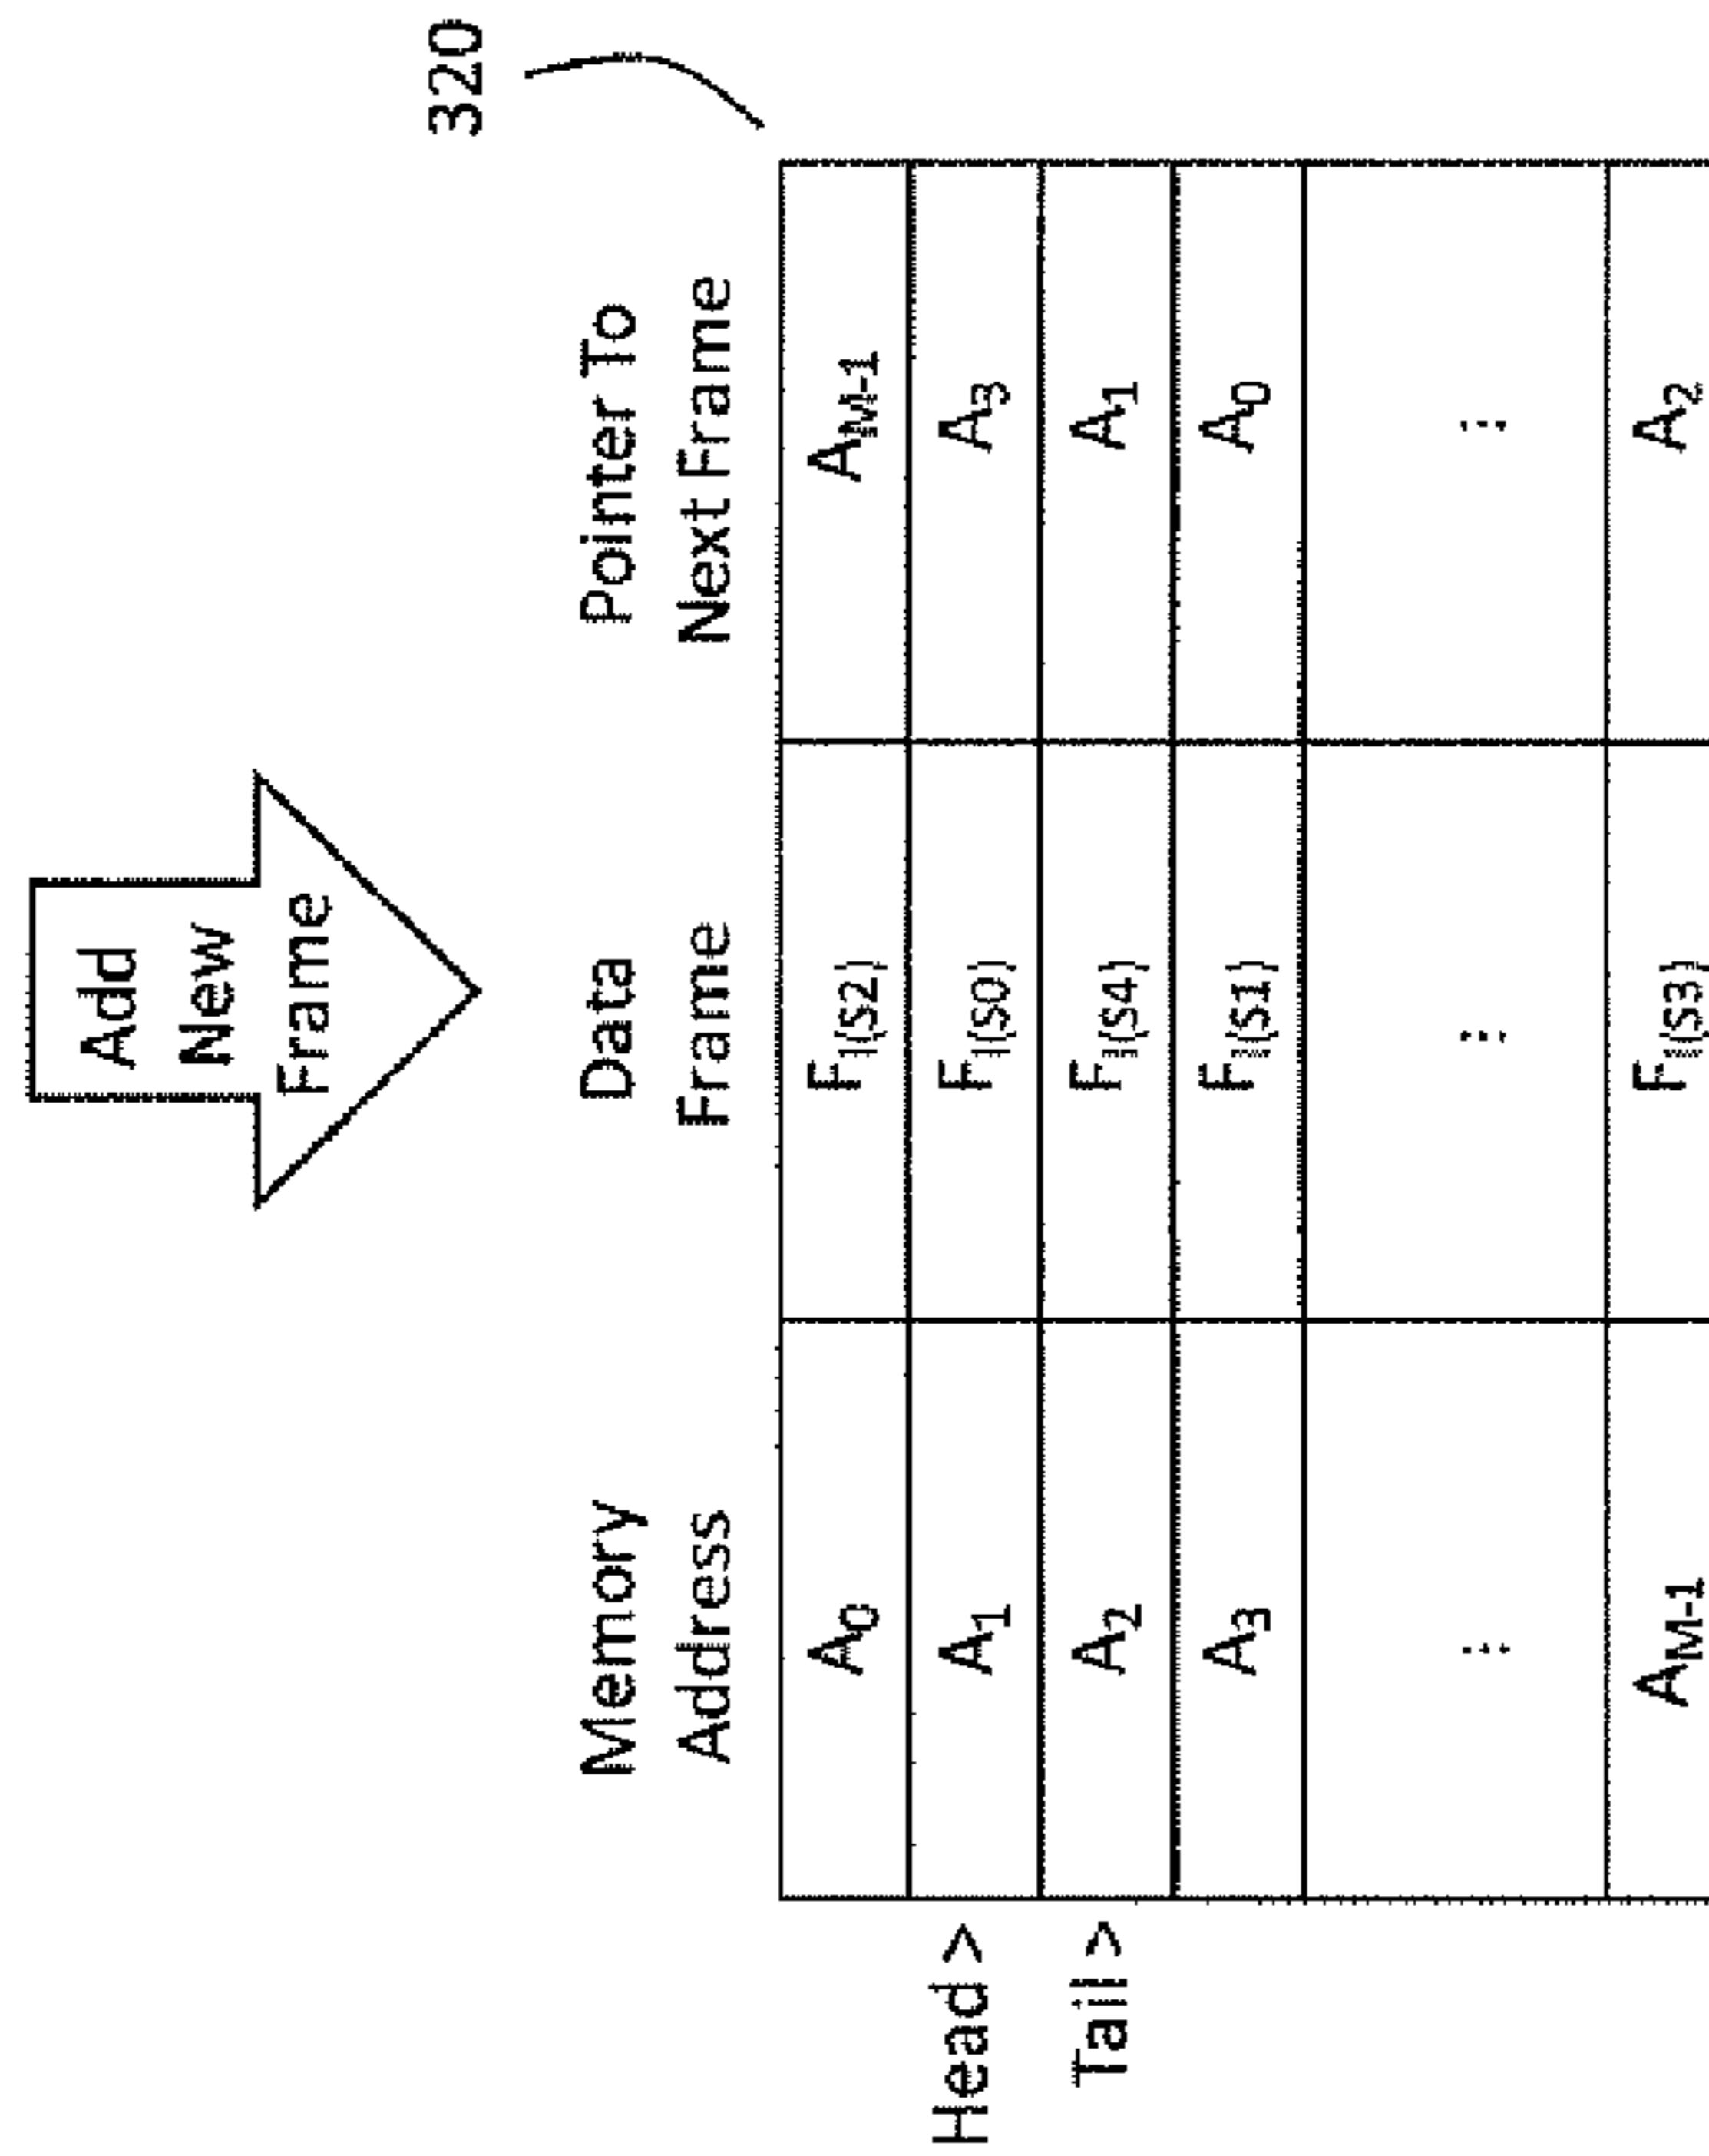 320
Add
New
Frame
Memory Address
Data Frame
Pointer To Next Frame
A0 F1(S2) AM-1
Head > A1 F1(S0) A3
Tail > A2 F1(S4) A1
A3 F1(S1) A0
⋮ ⋮ ⋮
AM-1 F1(S3) A2